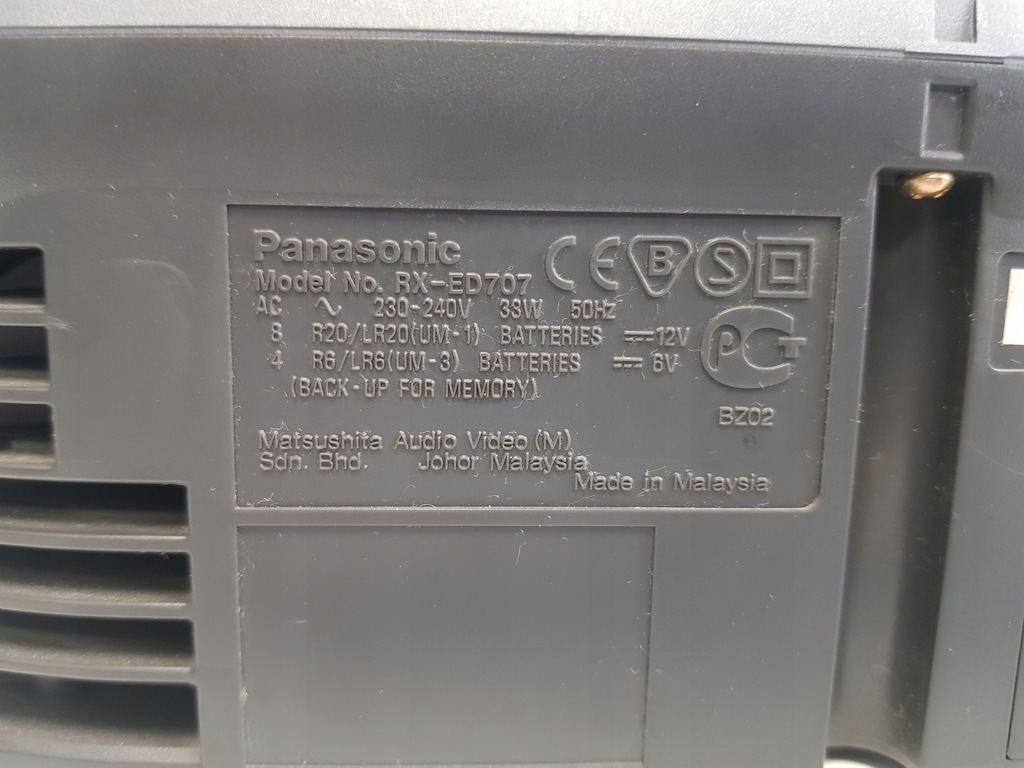 Panasonic
Model No. RX-ED707
AC ∿ 230-240V 33W 50Hz
8 R20/LR20(UM-1) BATTERIES ⎓12V
4 R6/LR6(UM-3) BATTERIES ⎓ 6V
(BACK-UP FOR MEMORY)
CE B S
PCT
BZ02
Matsushita Audio Video (M)
Sdn. Bhd. Johor Malaysia
Made in Malaysia